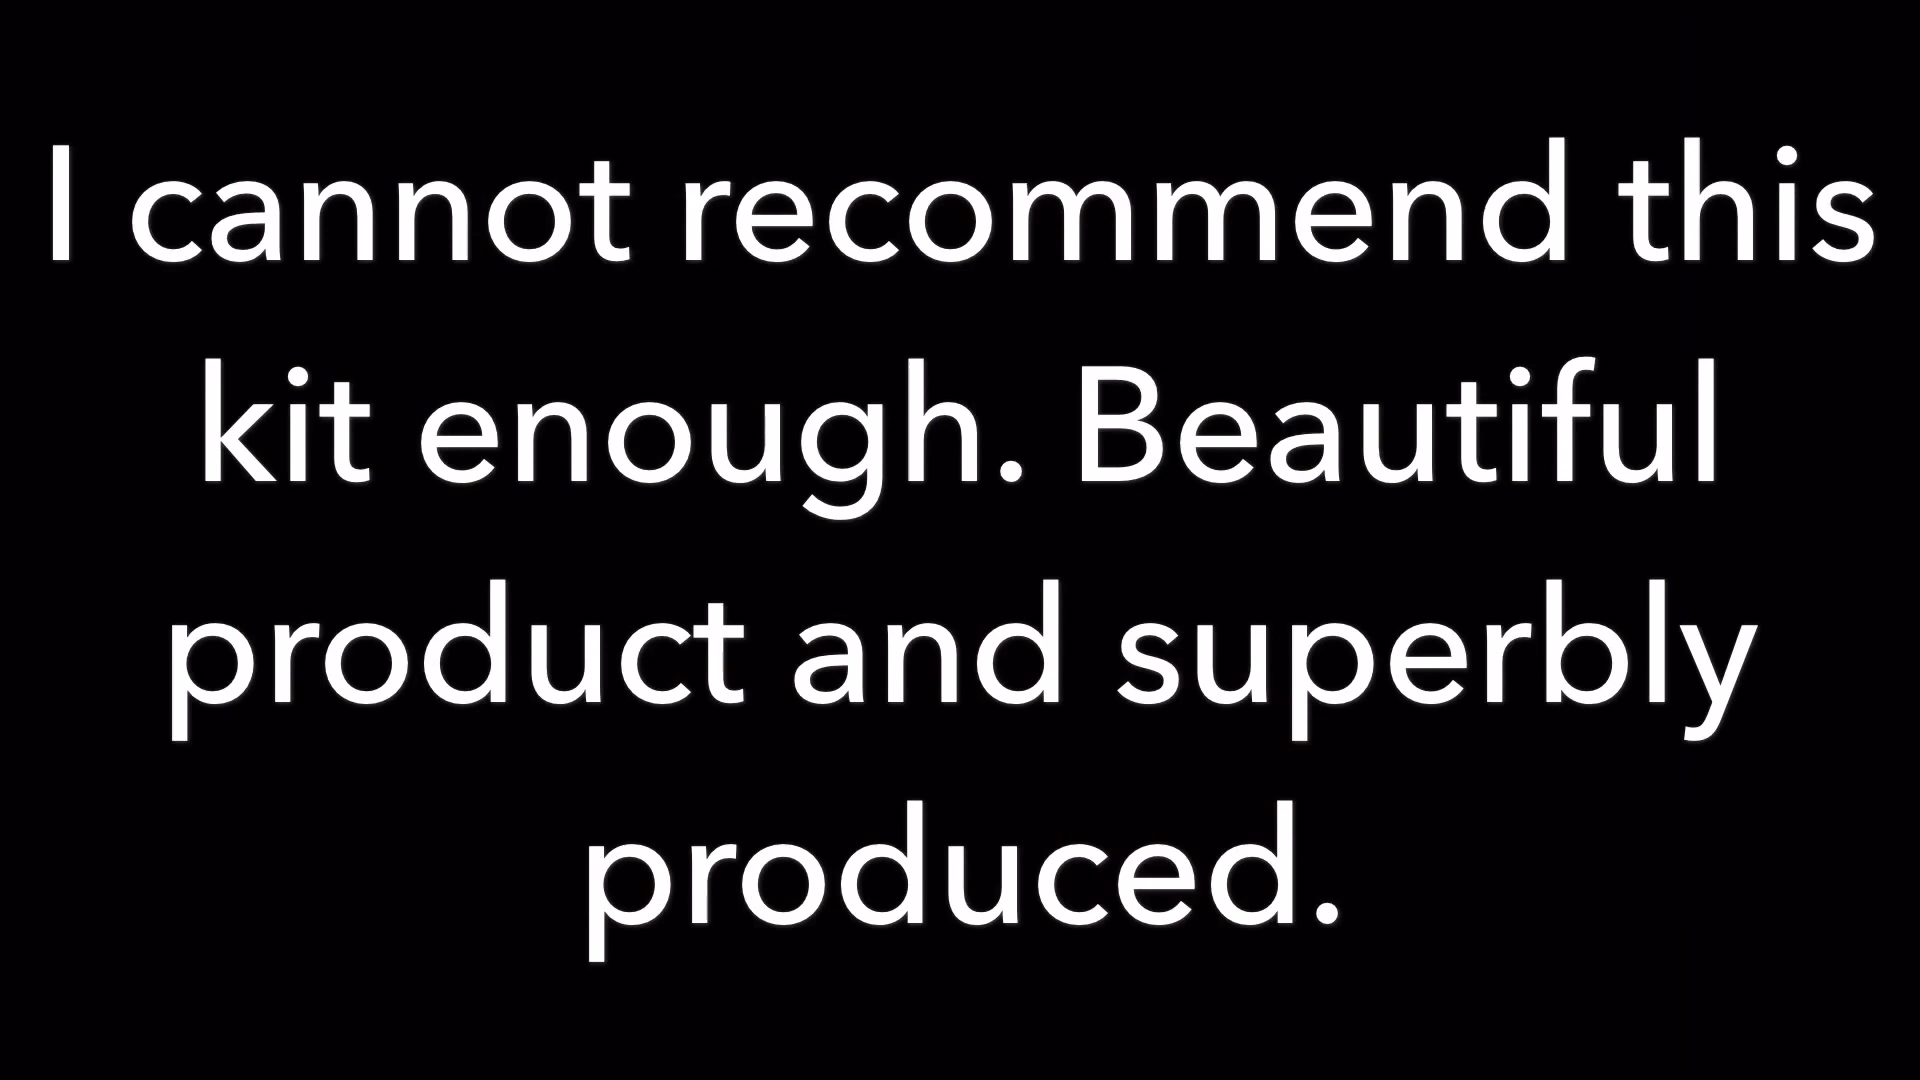 I cannot recommend this
kit enough. Beautiful
product and superbly
produced.